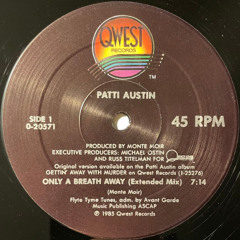 QWEST
RECORDS
TM
PATTI AUSTIN
SIDE 1
0-20571
45 RPM
PRODUCED BY MONTE MOIR
EXECUTIVE PRODUCERS: MICHAEL OSTIN
and RUSS TITELMAN FOR
Original version available on the Patti Austin album
GETTIN' AWAY WITH MURDER on Qwest Records (1-25276)
ONLY A BREATH AWAY (Extended Mix) 7:14
(Monte Moir)
Flyte Tyme Tunes, adm. by Avant Garde
Music Publishing ASCAP
℗ 1985 Qwest Records